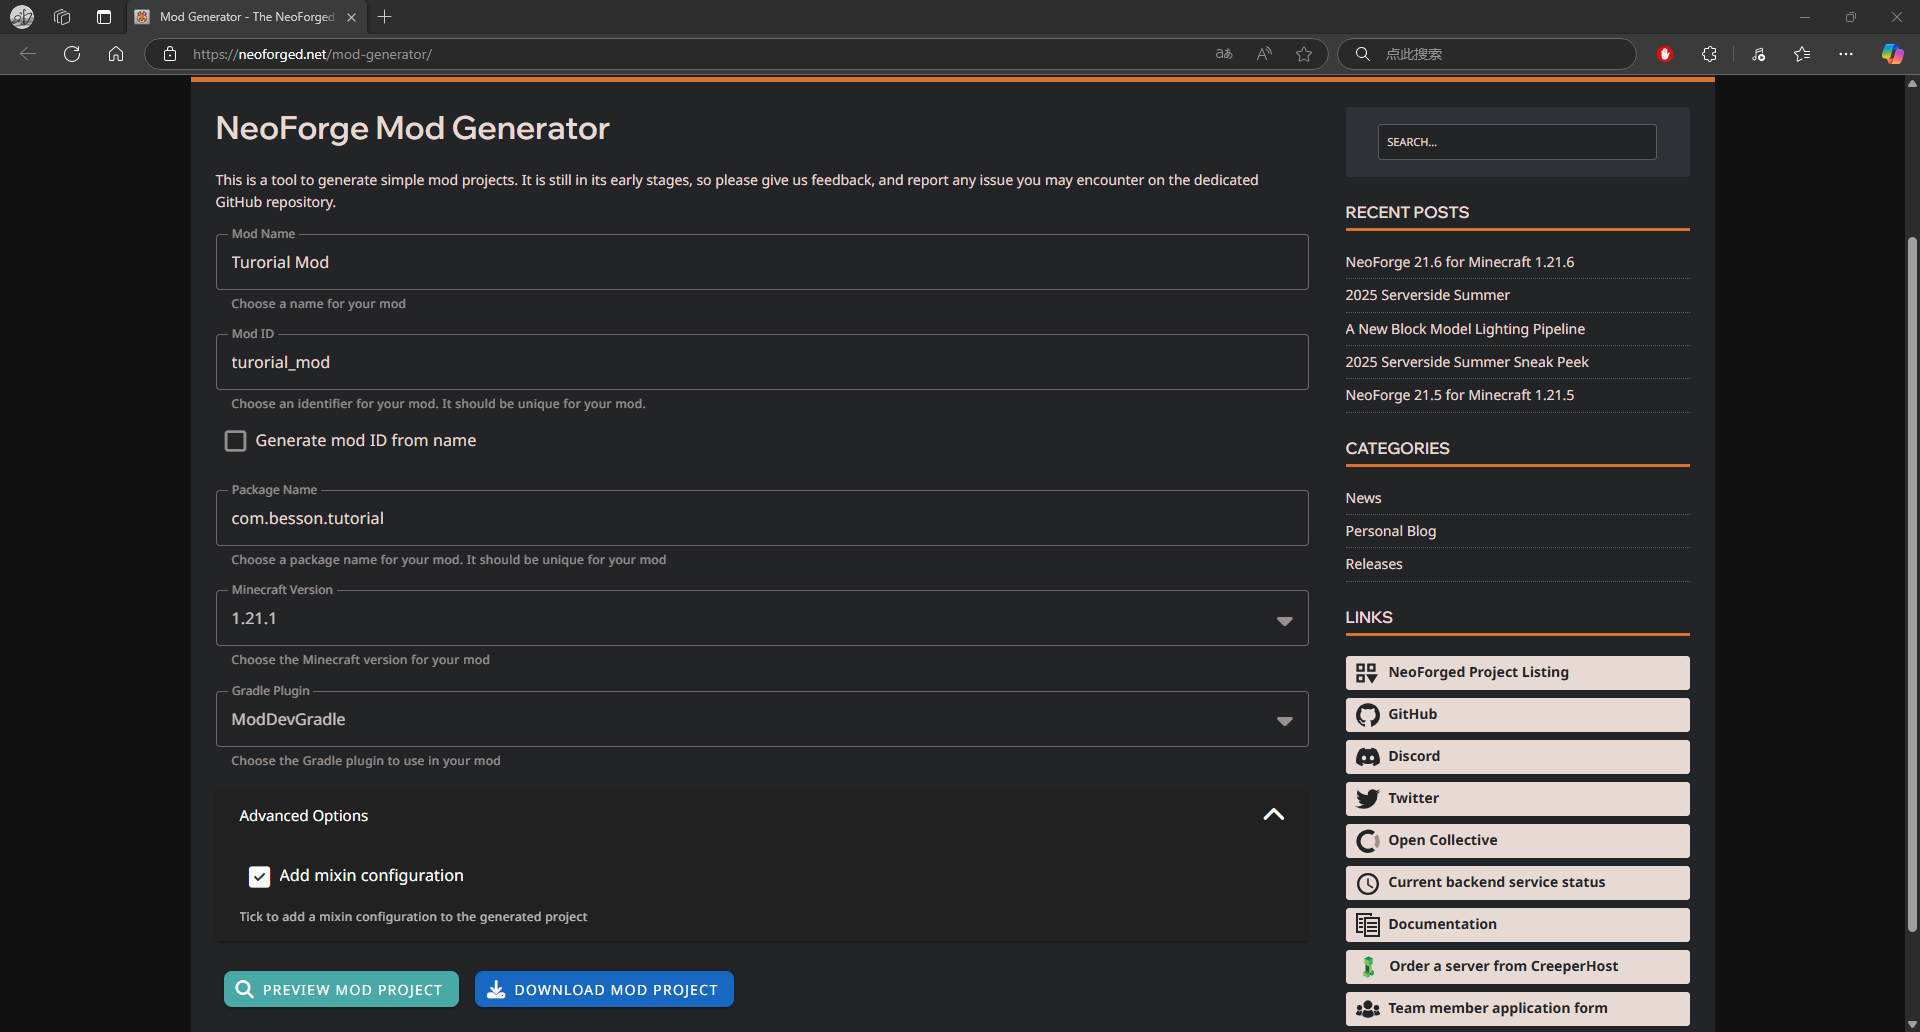 Mod Generator - The NeoForged
https://neoforged.net/mod-generator/
点此搜索
NeoForge Mod Generator
This is a tool to generate simple mod projects. It is still in its early stages, so please give us feedback, and report any issue you may encounter on the dedicated
GitHub repository.
Mod Name
Turorial Mod
Choose a name for your mod
Mod ID
turorial_mod
Choose an identifier for your mod. It should be unique for your mod.
Generate mod ID from name
Package Name
com.besson.tutorial
Choose a package name for your mod. It should be unique for your mod
Minecraft Version
1.21.1
Choose the Minecraft version for your mod
Gradle Plugin
ModDevGradle
Choose the Gradle plugin to use in your mod
Advanced Options
Add mixin configuration
Tick to add a mixin configuration to the generated project
PREVIEW MOD PROJECT
DOWNLOAD MOD PROJECT
SEARCH...
RECENT POSTS
NeoForge 21.6 for Minecraft 1.21.6
2025 Serverside Summer
A New Block Model Lighting Pipeline
2025 Serverside Summer Sneak Peek
NeoForge 21.5 for Minecraft 1.21.5
CATEGORIES
News
Personal Blog
Releases
LINKS
NeoForged Project Listing
GitHub
Discord
Twitter
Open Collective
Current backend service status
Documentation
Order a server from CreeperHost
Team member application form